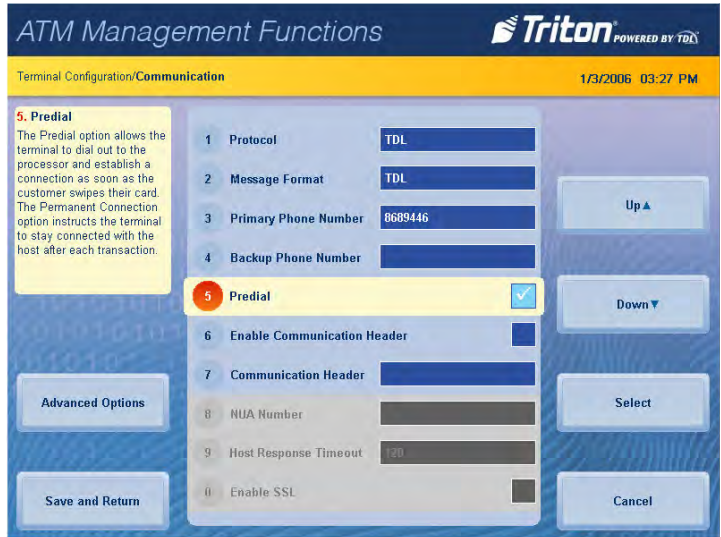 ATM Management Functions
Triton POWERED BY TDL
Terminal Configuration/Communication
1/3/2006 03:27 PM
5. Predial
The Predial option allows the
terminal to dial out to the
processor and establish a
connection as soon as the
customer swipes their card.
The Permanent Connection
option instructs the terminal
to stay connected with the
host after each transaction.
1 Protocol TDL
2 Message Format TDL
3 Primary Phone Number 8689446
4 Backup Phone Number
5 Predial
6 Enable Communication Header
7 Communication Header
8 NUA Number
9 Host Response Timeout 120
0 Enable SSL
Up▲
Down▼
Advanced Options
Select
Save and Return
Cancel